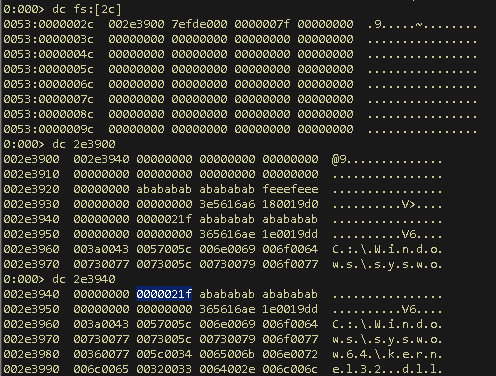 0:000> dc fs:[2c]
0053:0000002c 002e3900 7efde000 0000007f 00000000 .9.....~........
0053:0000003c 00000000 00000000 00000000 00000000 ................
0053:0000004c 00000000 00000000 00000000 00000000 ................
0053:0000005c 00000000 00000000 00000000 00000000 ................
0053:0000006c 00000000 00000000 00000000 00000000 ................
0053:0000007c 00000000 00000000 00000000 00000000 ................
0053:0000008c 00000000 00000000 00000000 00000000 ................
0053:0000009c 00000000 00000000 00000000 00000000 ................
0:000> dc 2e3900
002e3900 002e3940 00000000 00000000 00000000 @9..............
002e3910 00000000 00000000 00000000 00000000 ................
002e3920 00000000 abababab abababab feeefeee ................
002e3930 00000000 00000000 3e5616a6 180019d0 ..........V>....
002e3940 00000000 0000021f abababab abababab ................
002e3950 00000000 00000000 365616ae 1e0019dd ..........V6....
002e3960 003a0043 0057005c 006e0069 006f0064 C.:.\.W.i.n.d.o.
002e3970 00730077 0073005c 00730079 006f0077 w.s.\.s.y.s.w.o.
0:000> dc 2e3940
002e3940 00000000 0000021f abababab abababab ................
002e3950 00000000 00000000 365616ae 1e0019dd ..........V6....
002e3960 003a0043 0057005c 006e0069 006f0064 C.:.\.W.i.n.d.o.
002e3970 00730077 0073005c 00730079 006f0077 w.s.\.s.y.s.w.o.
002e3980 00360077 005c0034 0065006b 006e0072 w.6.4.\.k.e.r.n.
002e3990 006c0065 00320033 0064002e 006c006c e.l.3.2...d.l.l.